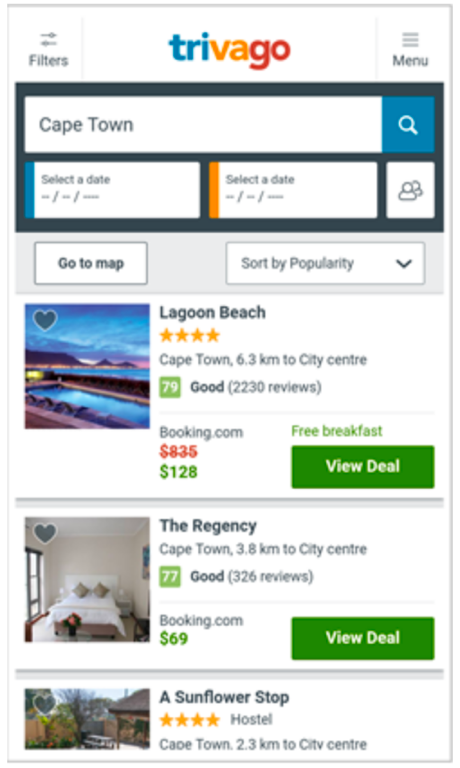 Filters
trivago
Menu
Cape Town
Select a date
-- / -- / ----
Select a date
-- / -- / ----
Go to map
Sort by Popularity
Lagoon Beach
Cape Town, 6.3 km to City centre
79 Good (2230 reviews)
Booking.com
Free breakfast
$835
$128
View Deal
The Regency
Cape Town, 3.8 km to City centre
77 Good (326 reviews)
Booking.com
$69
View Deal
A Sunflower Stop
Hostel
Cape Town, 2.3 km to City centre